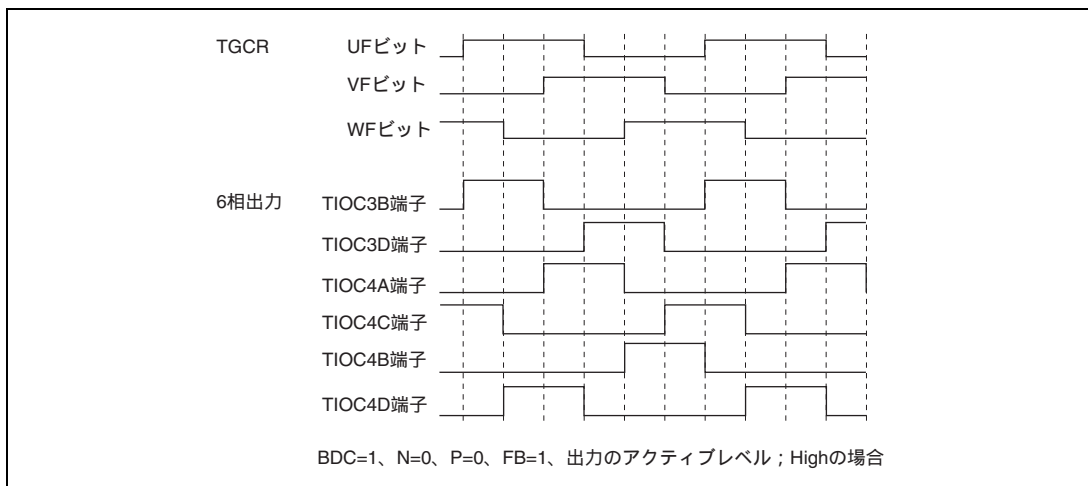 TGCR UFビット
VFビット
WFビット
6相出力 TIOC3B端子
TIOC3D端子
TIOC4A端子
TIOC4C端子
TIOC4B端子
TIOC4D端子
BDC=1、N=0、P=0、FB=1、出力のアクティブレベル；Highの場合